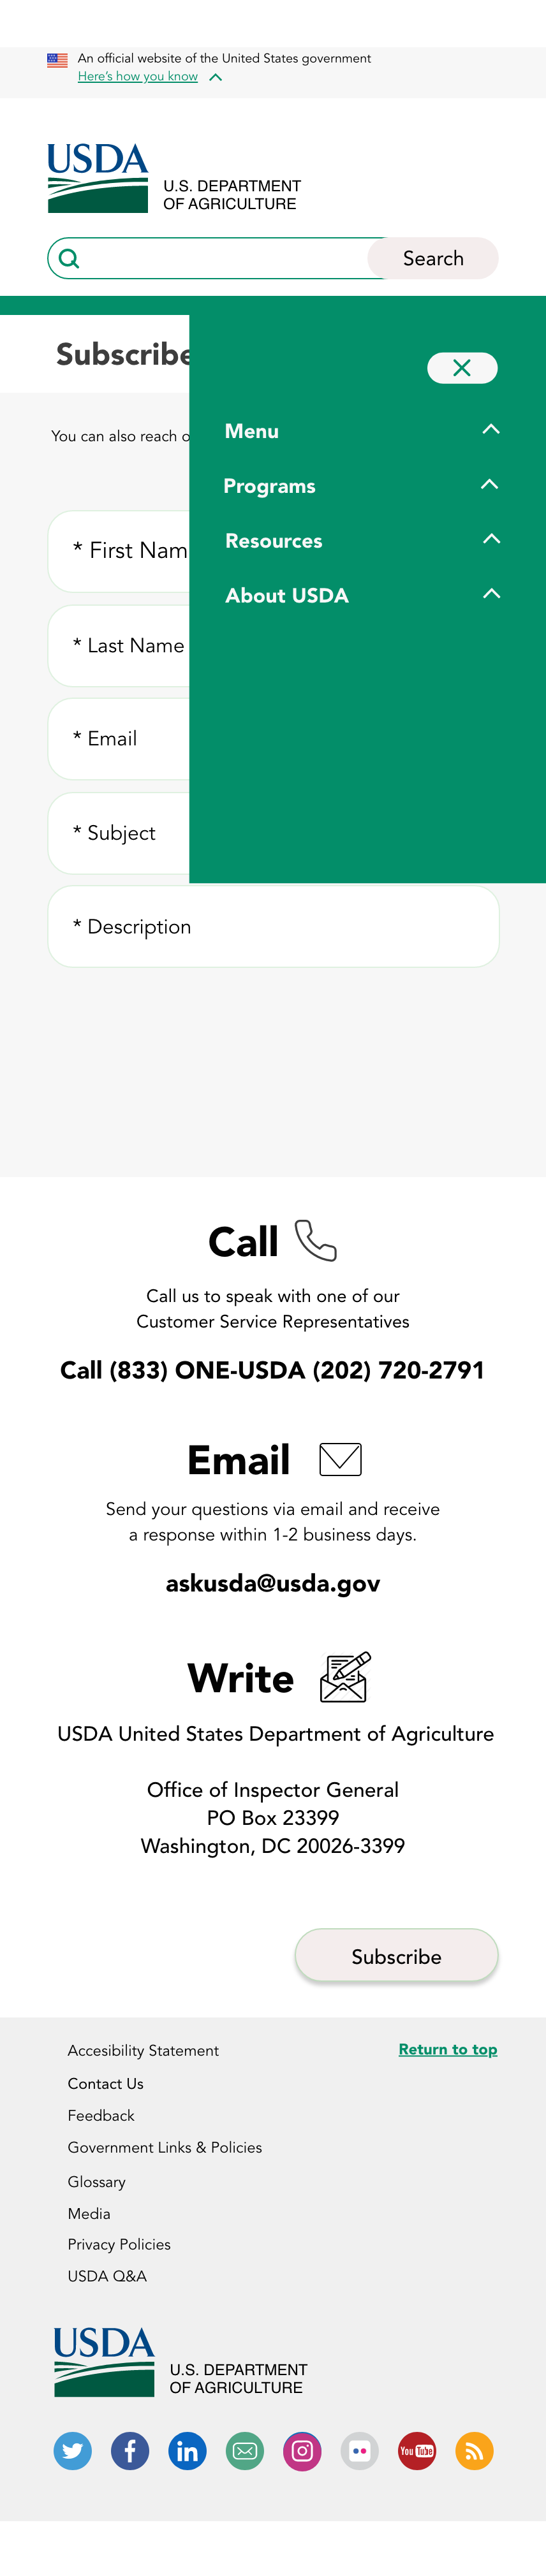 An official website of the United States government
Here's how you know
USDA
U.S. DEPARTMENT
OF AGRICULTURE
Search
Subscribe
You can also reach o
Menu
Programs
Resources
About USDA
* First Nam
* Last Name
* Email
* Subject
* Description
Call
Call us to speak with one of our
Customer Service Representatives
Call (833) ONE-USDA (202) 720-2791
Email
Send your questions via email and receive
a response within 1-2 business days.
askusda@usda.gov
Write
USDA United States Department of Agriculture
Office of Inspector General
PO Box 23399
Washington, DC 20026-3399
Subscribe
Accesibility Statement
Return to top
Contact Us
Feedback
Government Links & Policies
Glossary
Media
Privacy Policies
USDA Q&A
USDA
U.S. DEPARTMENT
OF AGRICULTURE
You Tube